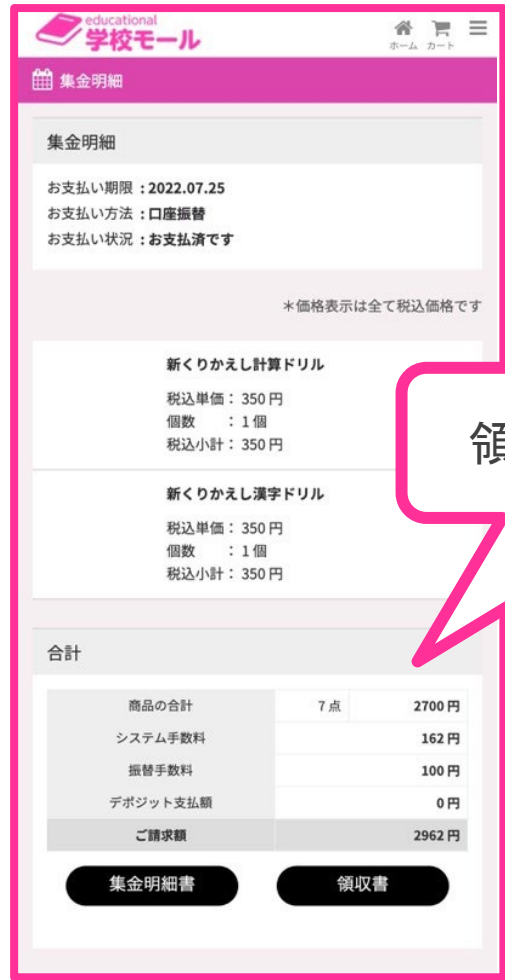 educational
学校モール
ホーム カート
集金明細
集金明細
お支払い期限 : 2022.07.25
お支払い方法 : 口座振替
お支払い状況 : お支払済です
＊価格表示は全て税込価格です
新くりかえし計算ドリル
税込単価： 350 円
個数 ： 1 個
税込小計： 350 円
領
新くりかえし漢字ドリル
税込単価： 350 円
個数 ： 1 個
税込小計： 350 円
合計
商品の合計 7 点 2700 円
システム手数料 162 円
振替手数料 100 円
デポジット支払額 0 円
ご請求額 2962 円
集金明細書 領収書